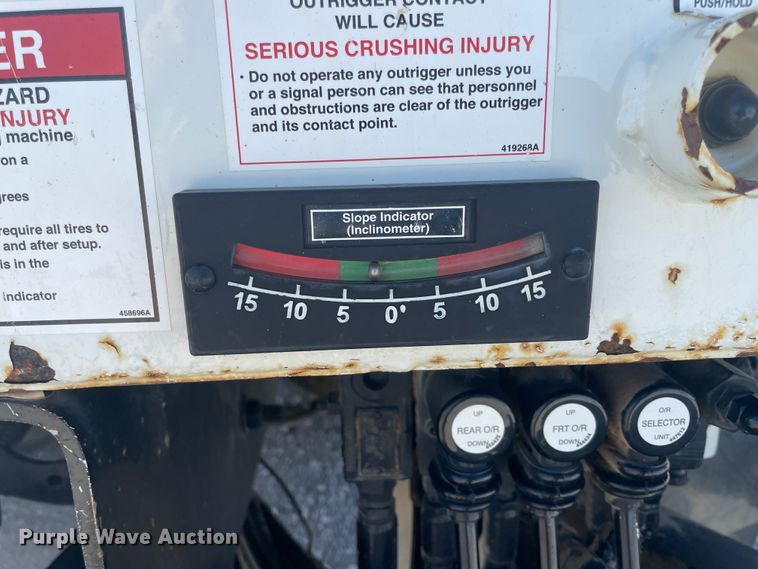 ER
ZARD
INJURY
machine
on a
grees
require all tires to
and after setup.
is in the
indicator
458696A
OUTRIGGER CONTACT
WILL CAUSE
SERIOUS CRUSHING INJURY
· Do not operate any outrigger unless you
or a signal person can see that personnel
and obstructions are clear of the outrigger
and its contact point.
419268A
PUSH/HOLD
Slope Indicator
(Inclinometer)
15 10 5 0° 5 10 15
UP
REAR O/R
DOWN
UP
FRT O/R
DOWN
O/R
SELECTOR
UNIT
Purple Wave Auction